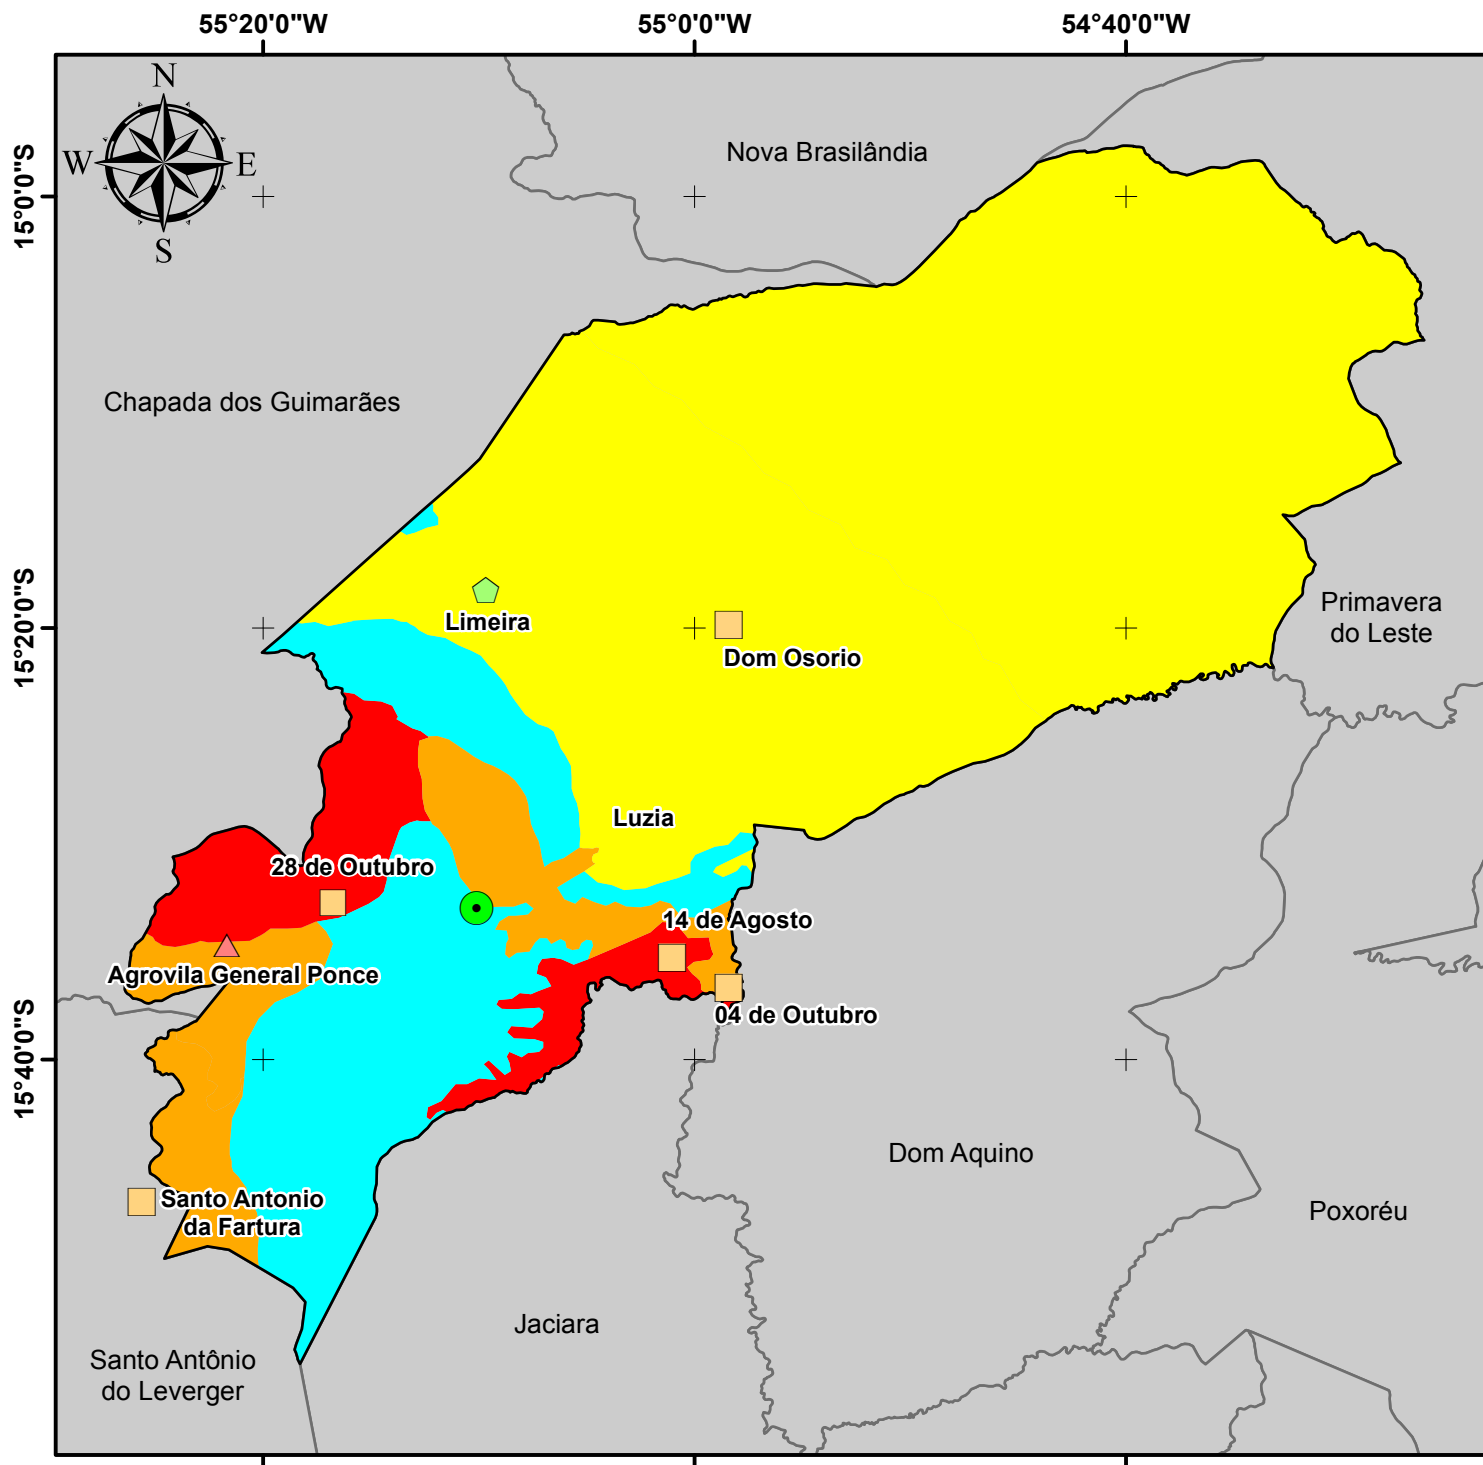 55°20'0"W
55°0'0"W
54°40'0"W
N
W
E
S
15°0'0"S
15°20'0"S
15°40'0"S
Nova Brasilândia
Chapada dos Guimarães
Limeira
Dom Osorio
Primavera
do Leste
Luzia
28 de Outubro
14 de Agosto
Agrovila General Ponce
04 de Outubro
Dom Aquino
Santo Antonio
da Fartura
Poxoréu
Jaciara
Santo Antônio
do Leverger